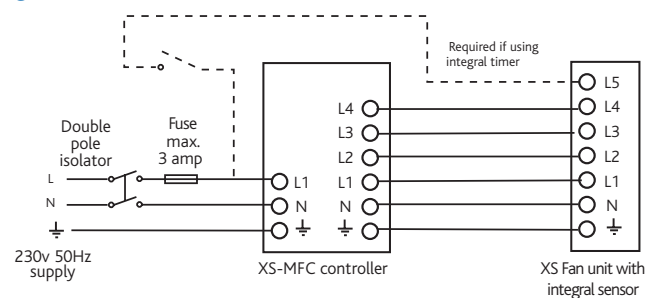 Required if using
integral timer
L5
L4
L4
L3
L3
Double
pole
isolator
Fuse
max.
3 amp
L2
L2
L
L1
L1
L1
N
N
N
N
230v 50Hz
supply
XS-MFC controller
XS Fan unit with
integral sensor